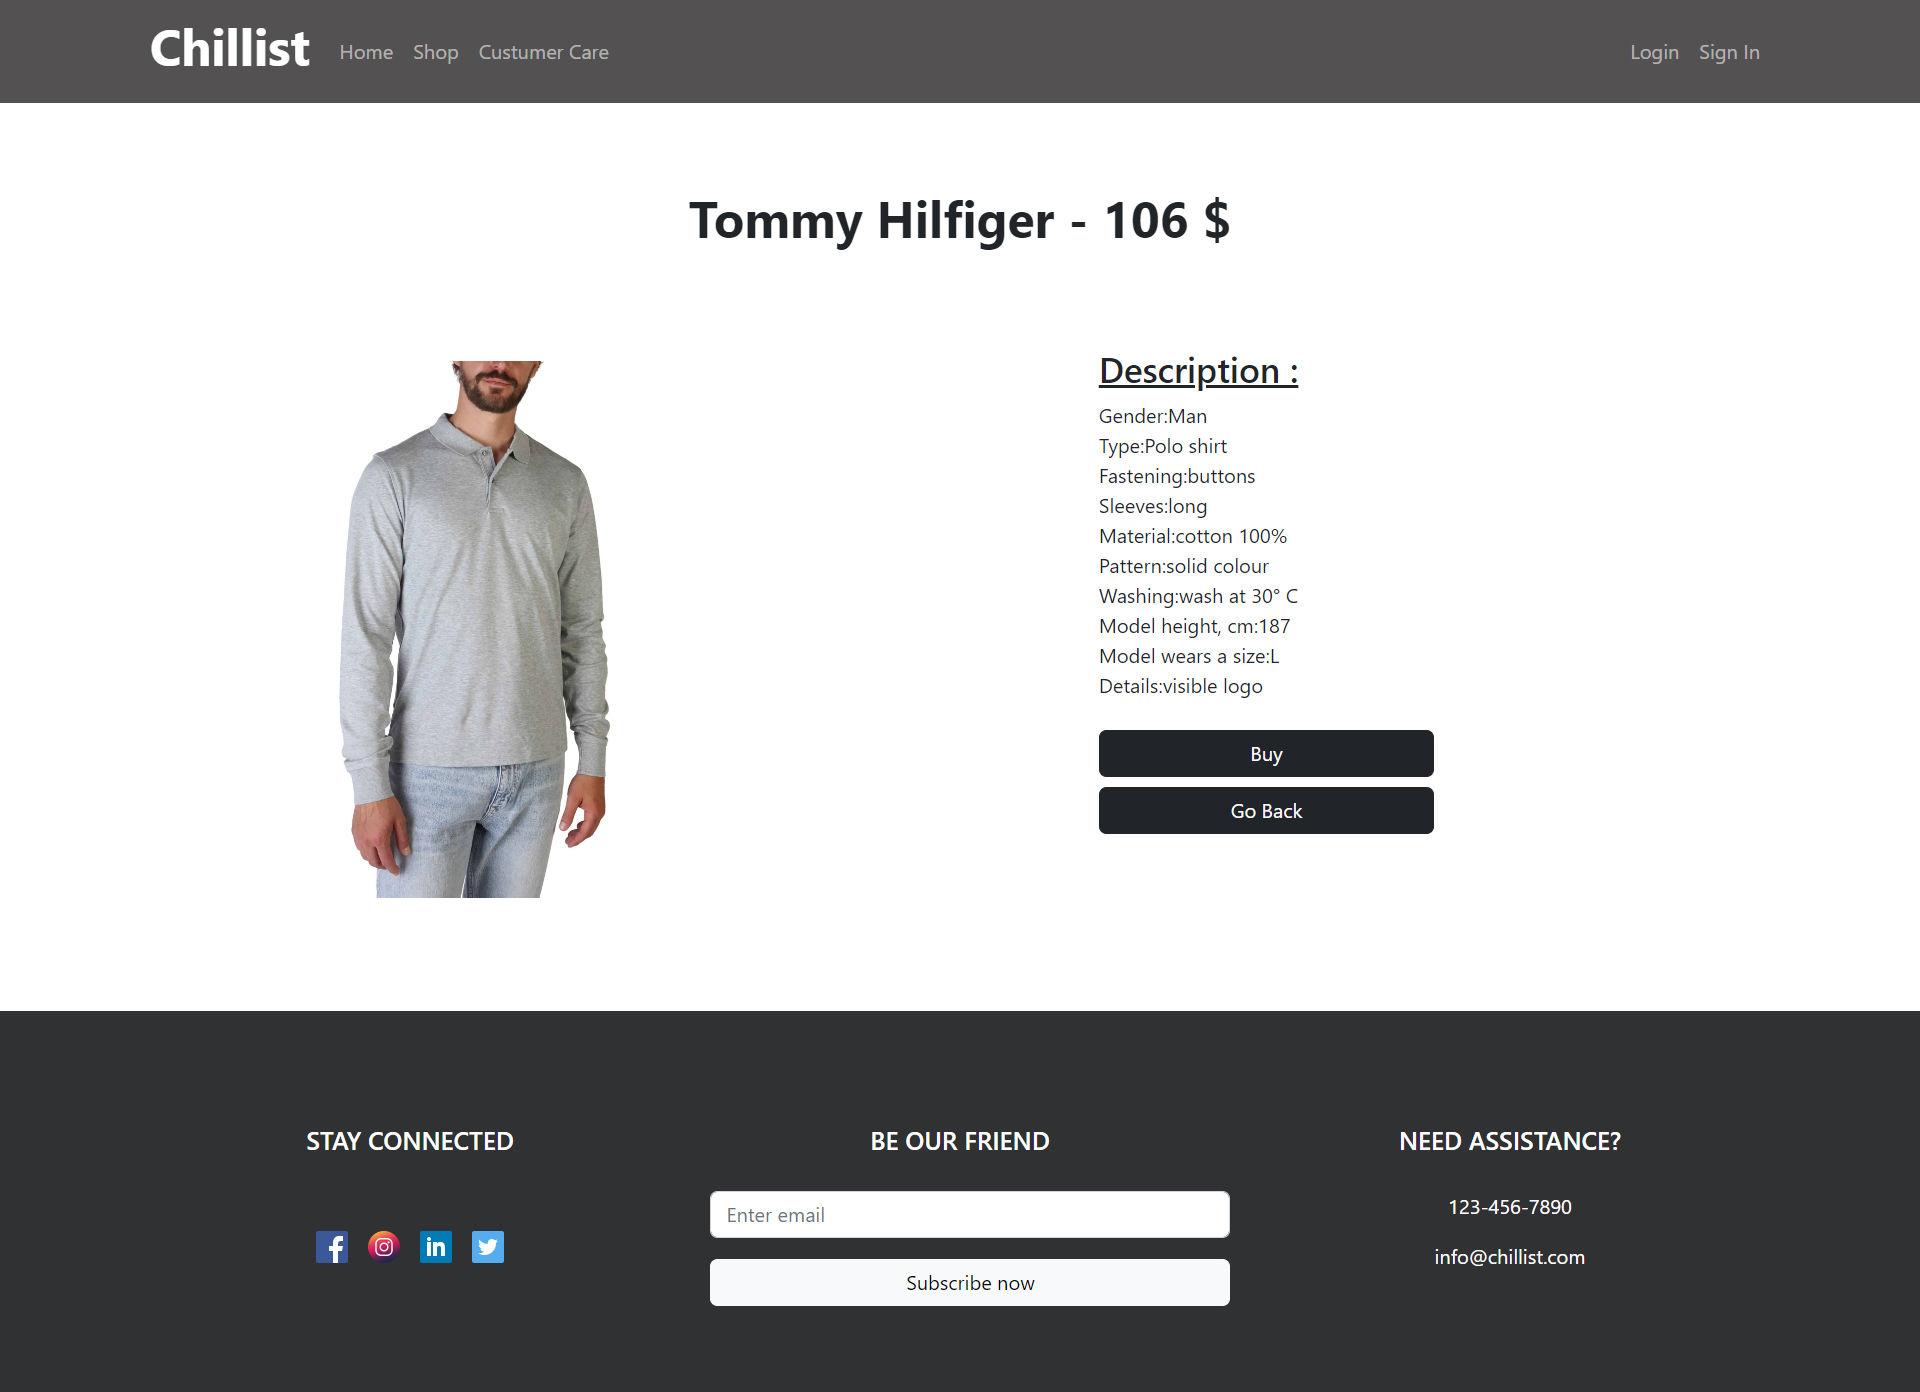 Chillist Home Shop Custumer Care Login Sign In
Tommy Hilfiger - 106 $
Description :
Gender:Man
Type:Polo shirt
Fastening:buttons
Sleeves:long
Material:cotton 100%
Pattern:solid colour
Washing:wash at 30° C
Model height, cm:187
Model wears a size:L
Details:visible logo
Buy
Go Back
STAY CONNECTED
BE OUR FRIEND
Enter email
Subscribe now
NEED ASSISTANCE?
123-456-7890
info@chillist.com